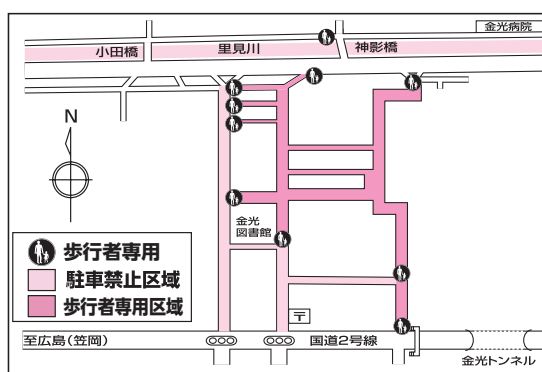 金光病院
小田橋
里見川
神影橋
N
金光
図書館
歩行者専用
駐車禁止区域
歩行者専用区域
〒
至広島(笠岡)
国道2号線
金光トンネル